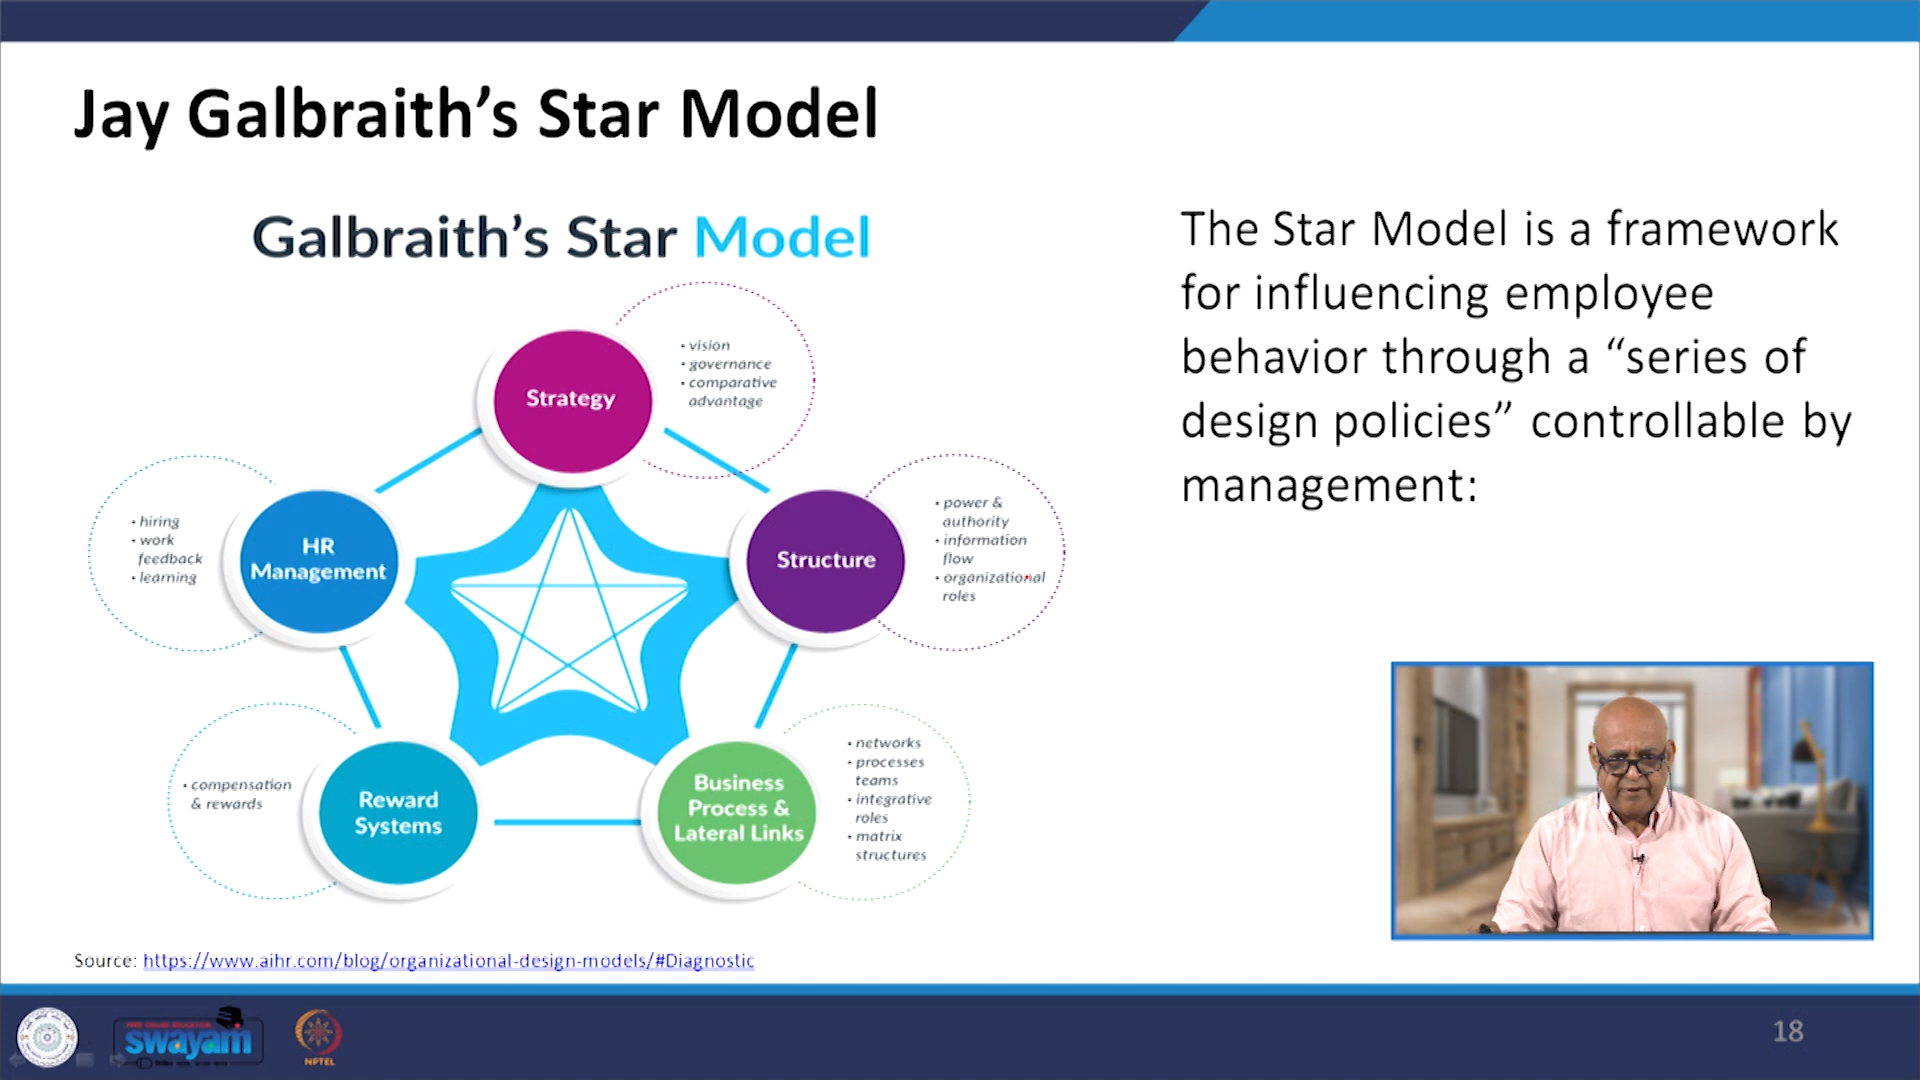 Jay Galbraith’s Star Model
Galbraith’s Star Model
Strategy
• vision
• governance
• comparative
advantage
Structure
• power &
authority
• information
flow
• organizational
roles
Business
Process &
Lateral Links
• networks
• processes
teams
• integrative
roles
• matrix
structures
Reward
Systems
• compensation
& rewards
HR
Management
• hiring
• work
feedback
• learning
The Star Model is a framework
for influencing employee
behavior through a “series of
design policies” controllable by
management:
Source: https://www.aihr.com/blog/organizational-design-models/#Diagnostic
FREE ONLINE EDUCATION
swayam
NPTEL
18